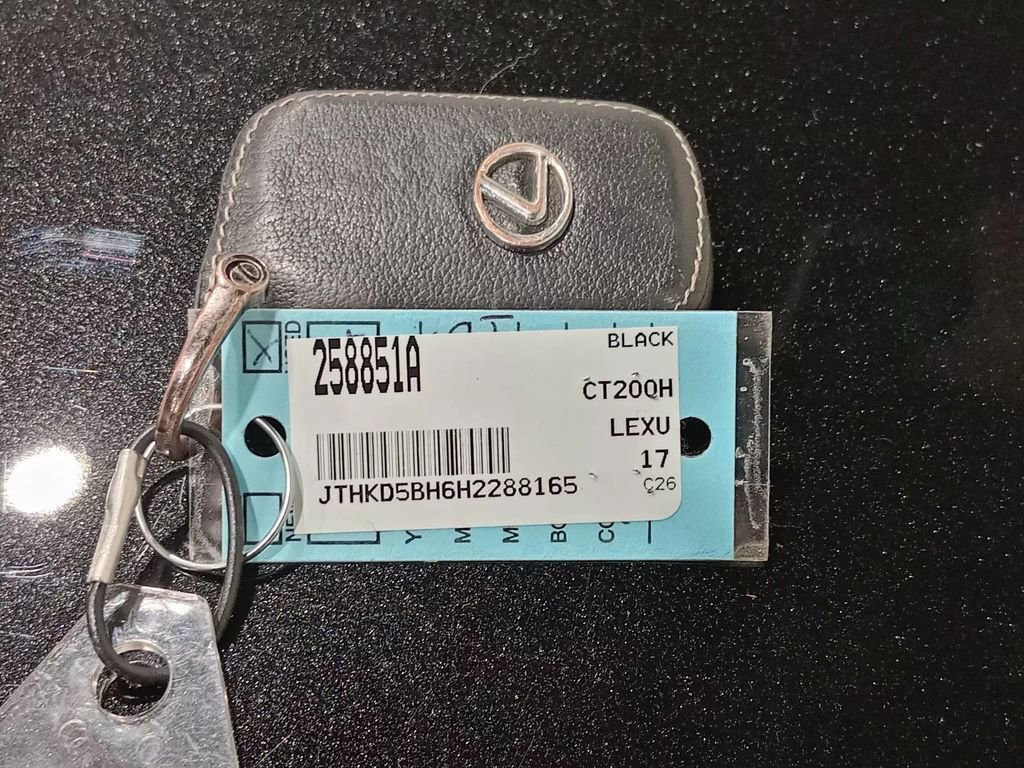 258851A
BLACK
CT200H
LEXU
17
C26
JTHKD5BH6H2288165